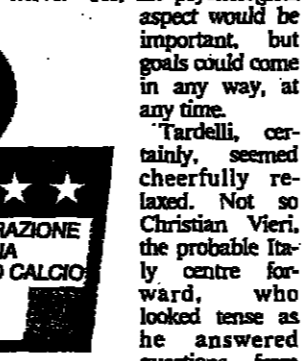 aspect would be
important, but
goals could come
in any way, at
any time.
Tardelli, cer-
tainly, seemed
cheerfully re-
laxed. Not so
Christian Vieri,
the probable Ita-
ly centre for-
ward, who
looked tense as
he answered
RAZIONE
IA
O CALCIO